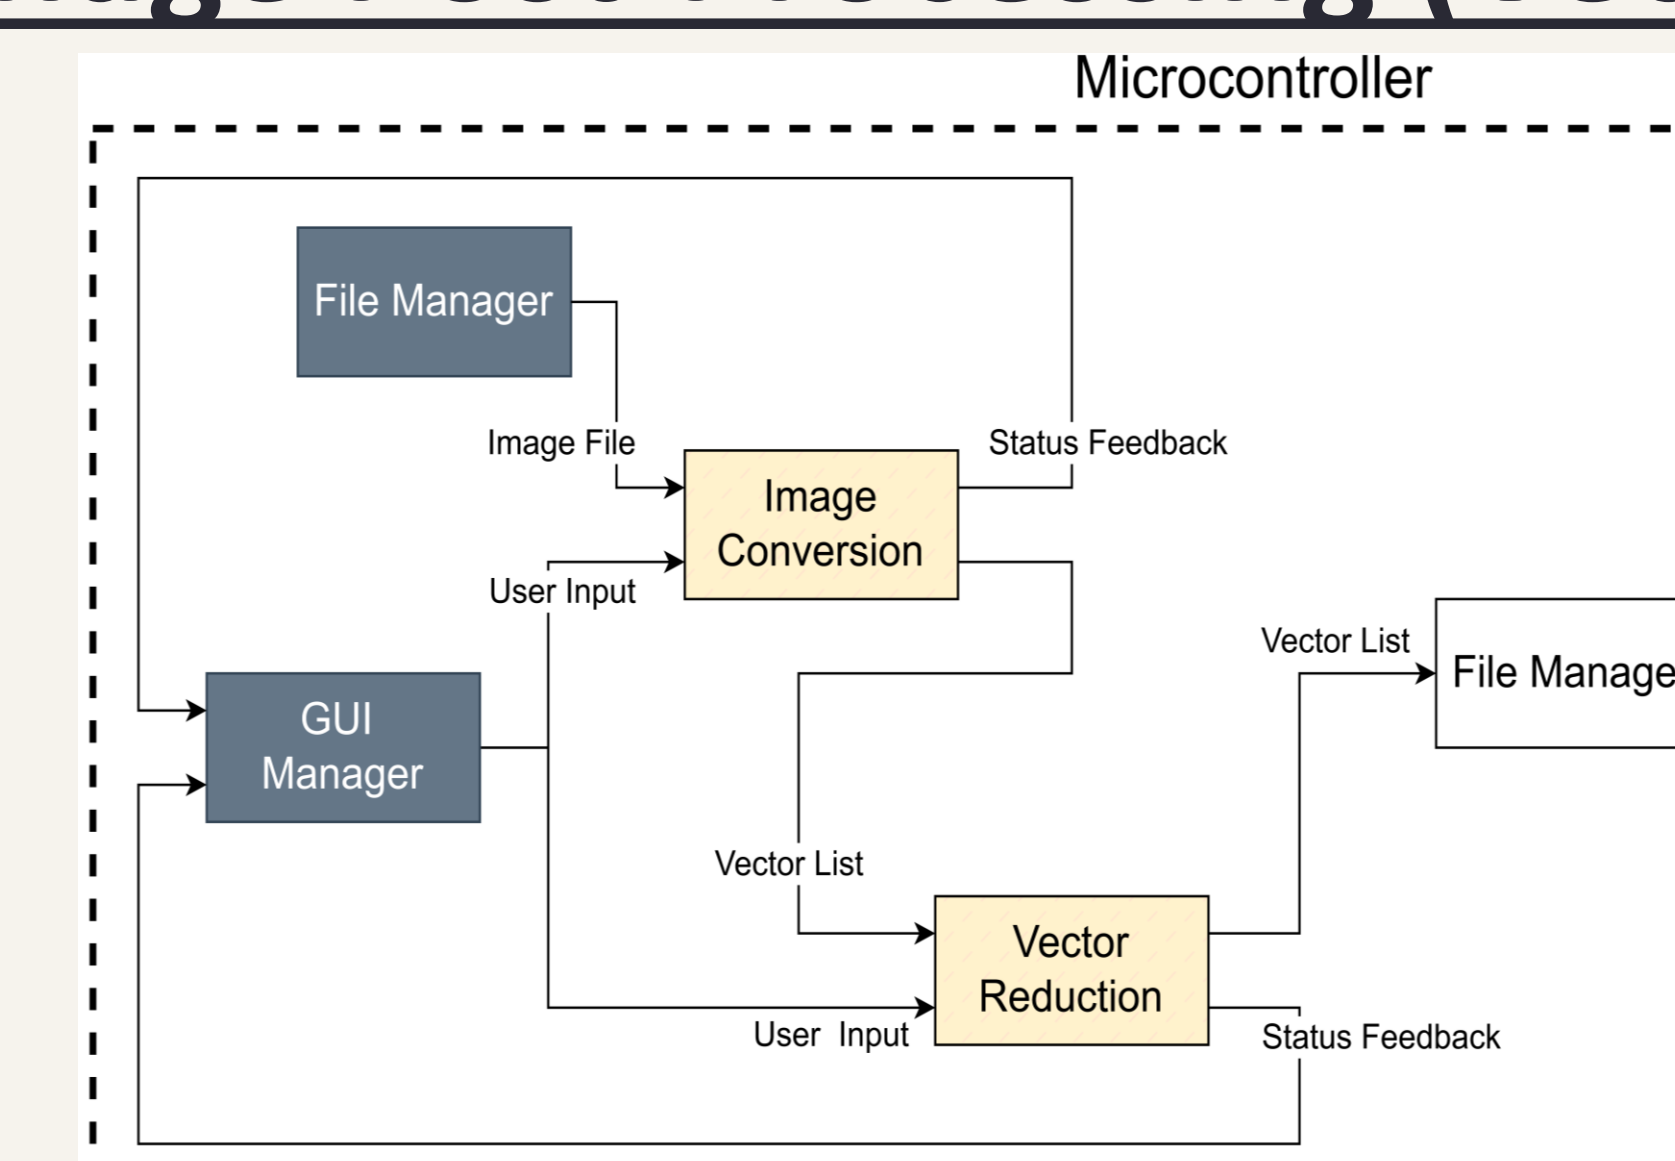 Microcontroller
File Manager
Image File
Status Feedback
Image
Conversion
User Input
Vector List
File Manage
GUI
Manager
Vector List
Vector
Reduction
User Input
Status Feedback